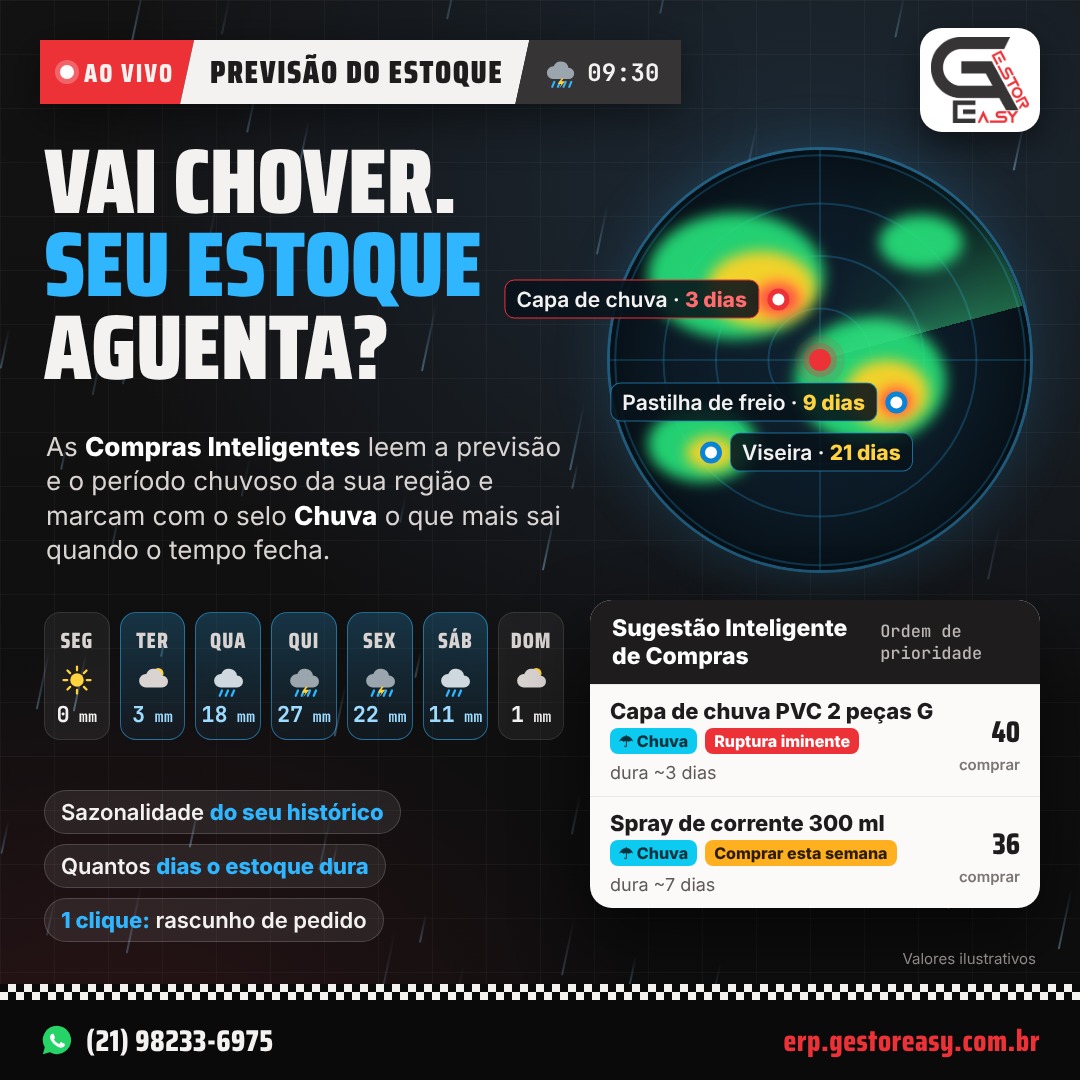 AO VIVO
PREVISÃO DO ESTOQUE
09:30
GESTOR
EASY
VAI CHOVER.
SEU ESTOQUE
AGUENTA?
Capa de chuva · 3 dias
Pastilha de freio · 9 dias
Viseira · 21 dias
As Compras Inteligentes leem a previsão
e o período chuvoso da sua região e
marcam com o selo Chuva o que mais sai
quando o tempo fecha.
SEG TER QUA QUI SEX SÁB DOM
0 mm 3 mm 18 mm 27 mm 22 mm 11 mm 1 mm
Sazonalidade do seu histórico
Quantos dias o estoque dura
1 clique: rascunho de pedido
Sugestão Inteligente
de Compras
Ordem de
prioridade
Capa de chuva PVC 2 peças G
Chuva Ruptura iminente
dura ~3 dias
40
comprar
Spray de corrente 300 ml
Chuva Comprar esta semana
dura ~7 dias
36
comprar
Valores ilustrativos
(21) 98233-6975
erp.gestoreasy.com.br